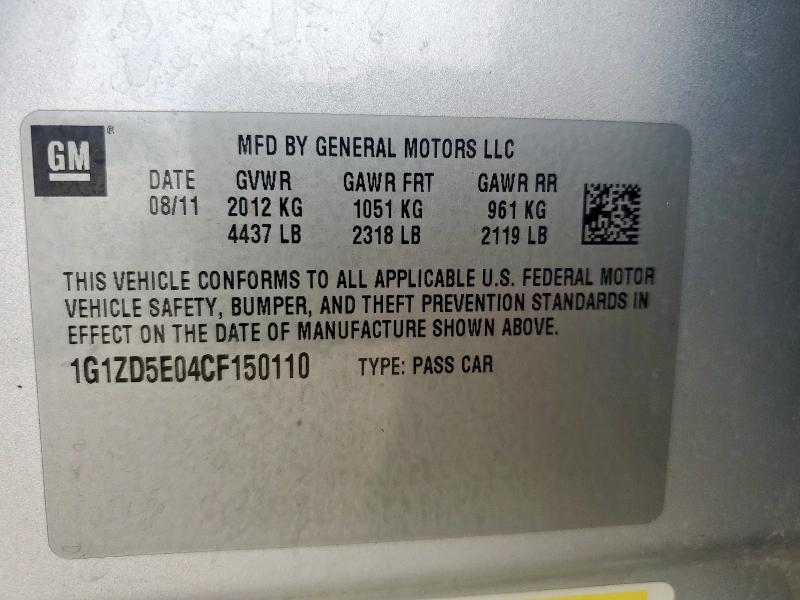 GM ®
MFD BY GENERAL MOTORS LLC
DATE GVWR GAWR FRT GAWR RR
08/11 2012 KG 1051 KG 961 KG
4437 LB 2318 LB 2119 LB
THIS VEHICLE CONFORMS TO ALL APPLICABLE U.S. FEDERAL MOTOR
VEHICLE SAFETY, BUMPER, AND THEFT PREVENTION STANDARDS IN
EFFECT ON THE DATE OF MANUFACTURE SHOWN ABOVE.
1G1ZD5E04CF150110 TYPE: PASS CAR